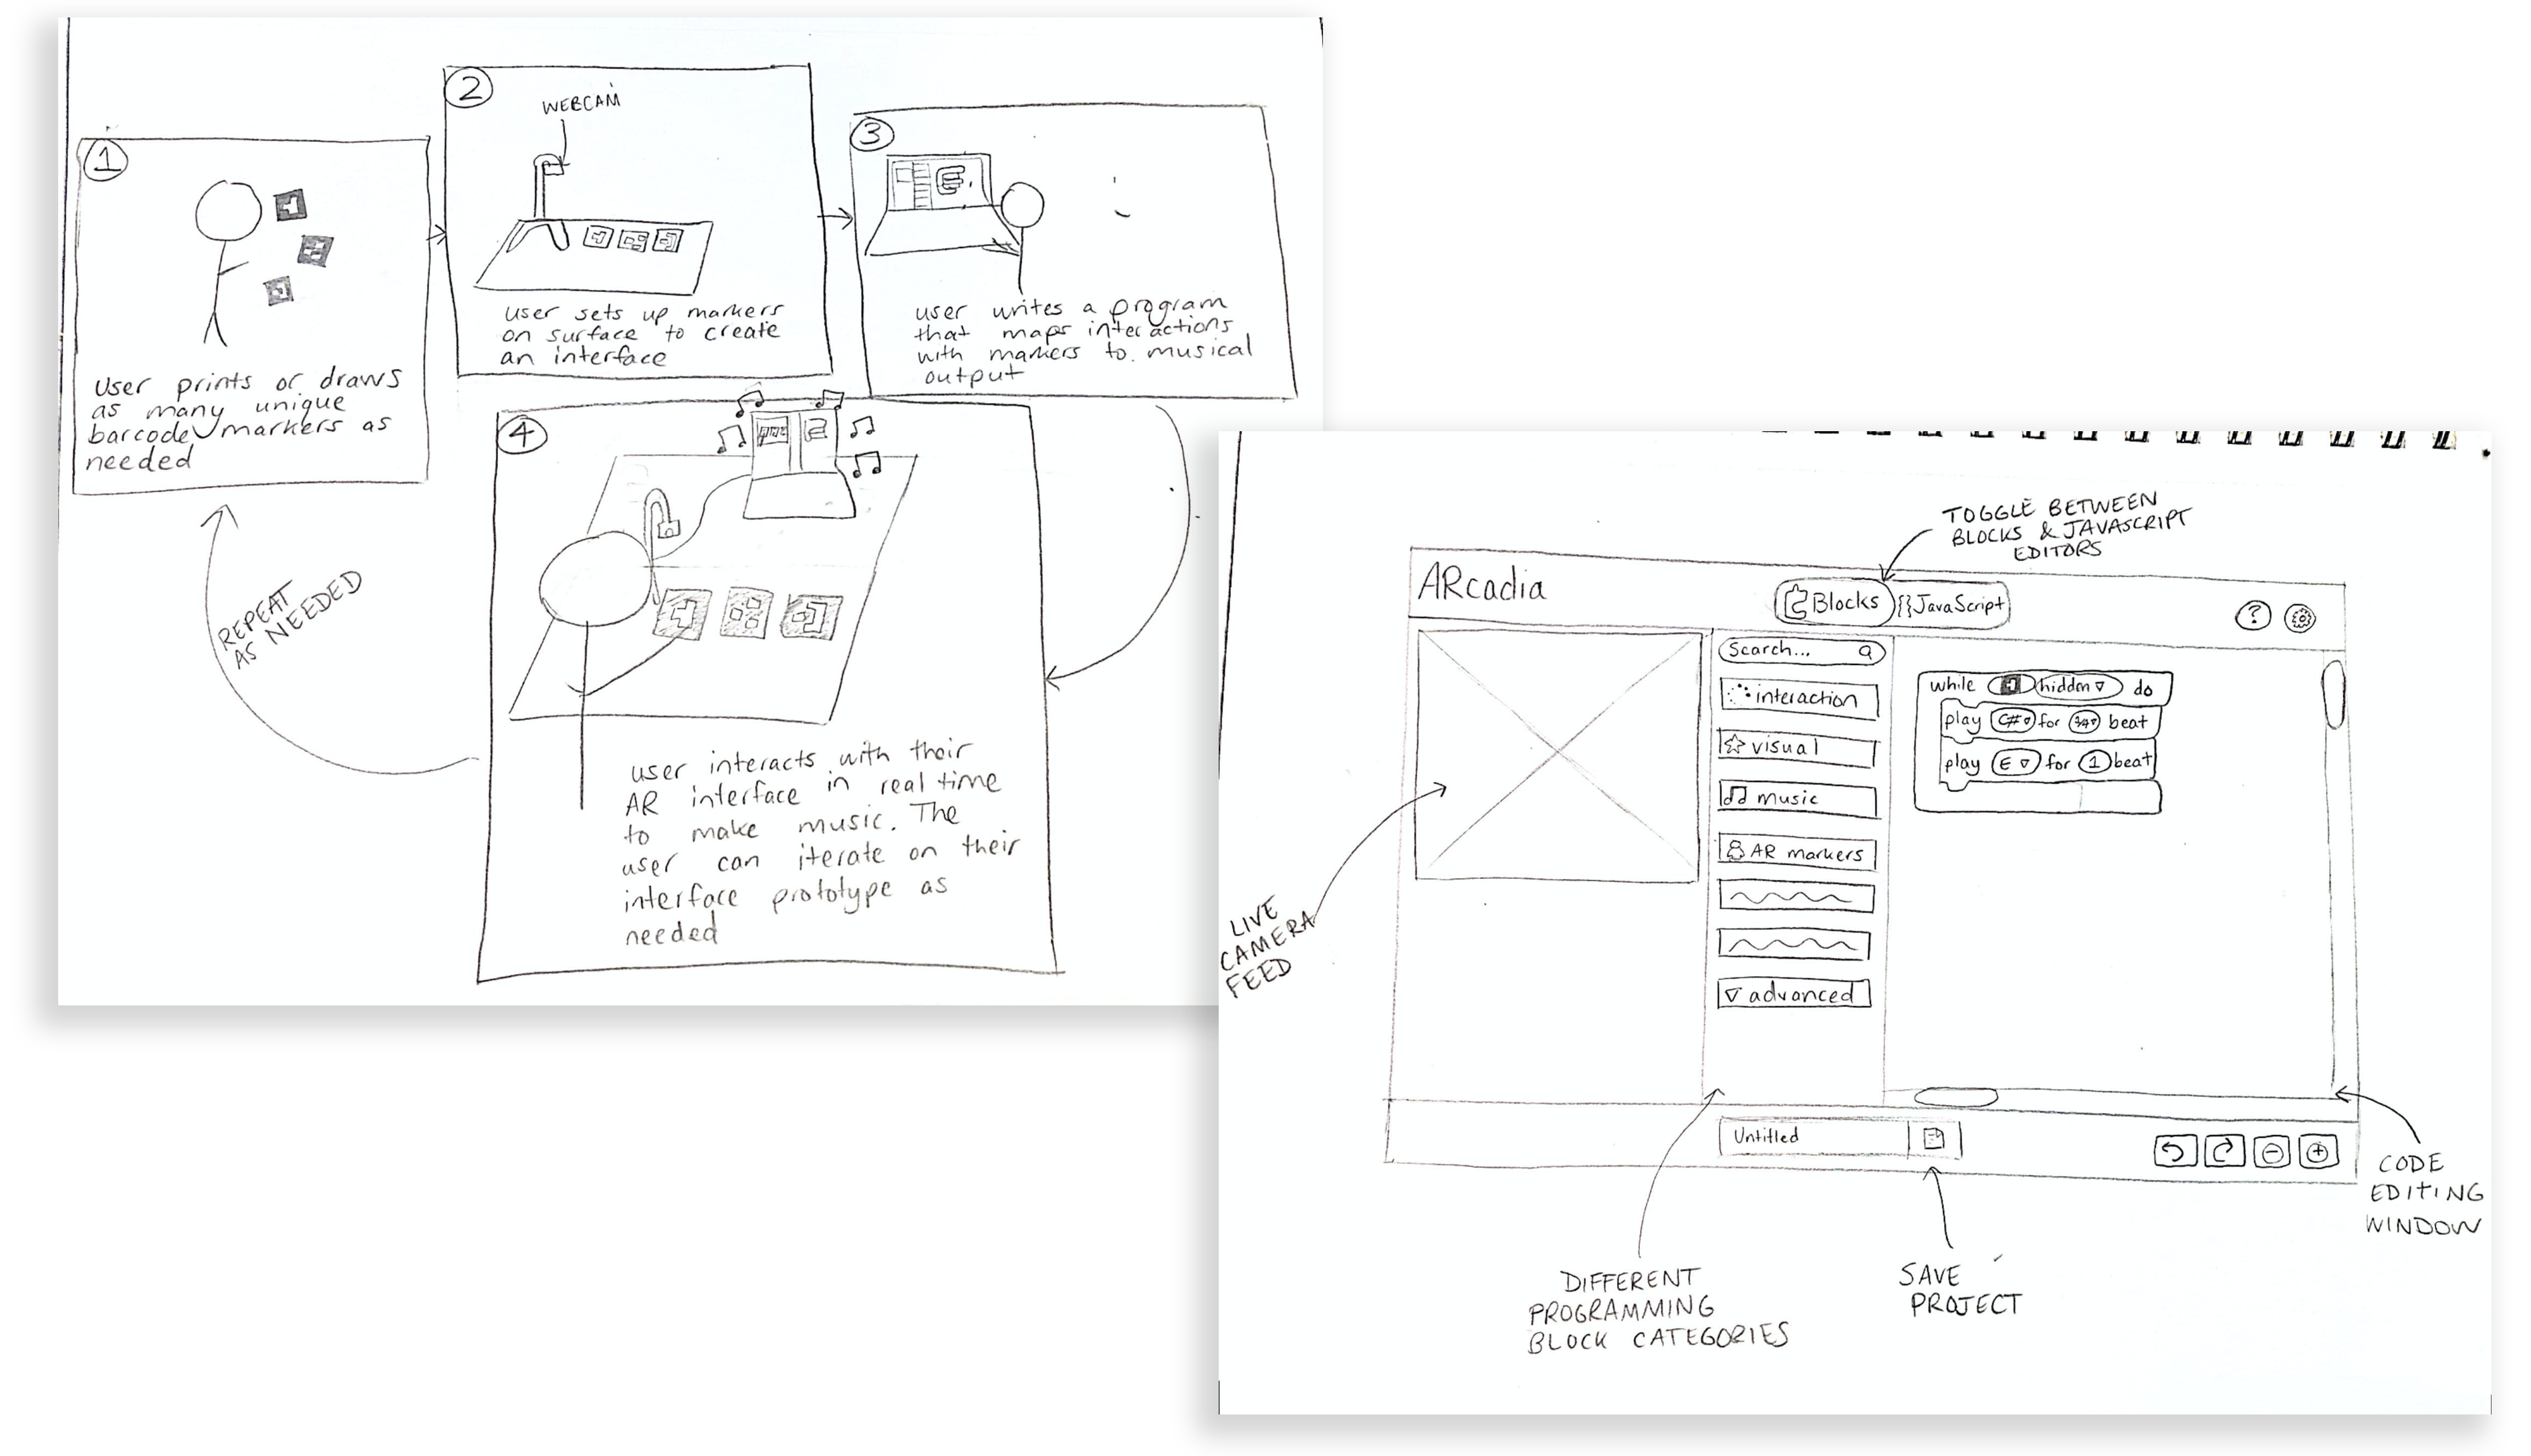 1
user prints or draws
as many unique
barcode markers as
needed
2
WEBCAM
user sets up markers
on surface to create
an interface
3
user writes a program
that maps interactions
with markers to musical
output
4
user interacts with their
AR interface in real time
to make music. The
user can iterate on their
interface prototype as
needed
REPEAT
AS NEEDED
TOGGLE BETWEEN
BLOCKS & JAVASCRIPT
EDITORS
ARcadia
Blocks {}JavaScript
?
Search...
interaction
visual
music
AR markers
advanced
while hidden do
play C# for 3/4 beat
play E for 1 beat
LIVE
CAMERA
FEED
Untitled
CODE
EDITING
WINDOW
DIFFERENT
PROGRAMMING
BLOCK CATEGORIES
SAVE
PROJECT